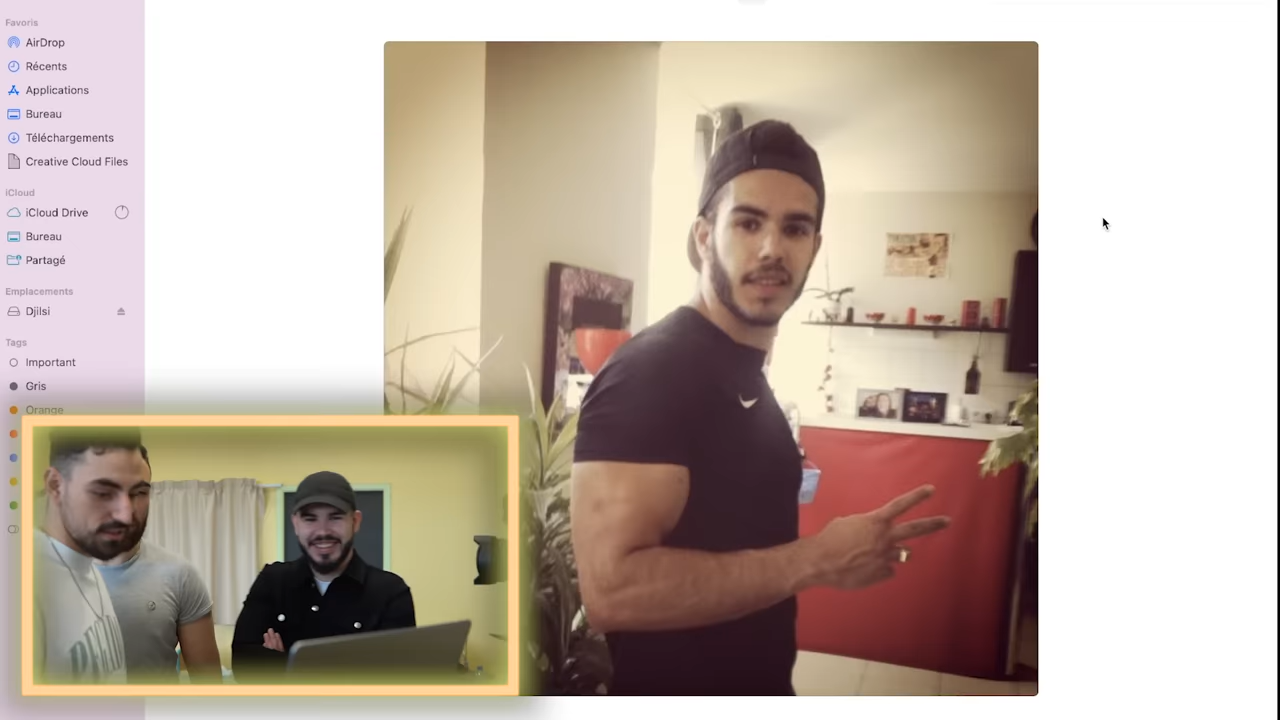 Favoris
AirDrop
Récents
Applications
Bureau
Téléchargements
Creative Cloud Files
iCloud
iCloud Drive
Bureau
Partagé
Emplacements
Djilsi
Tags
Important
Gris
Orange